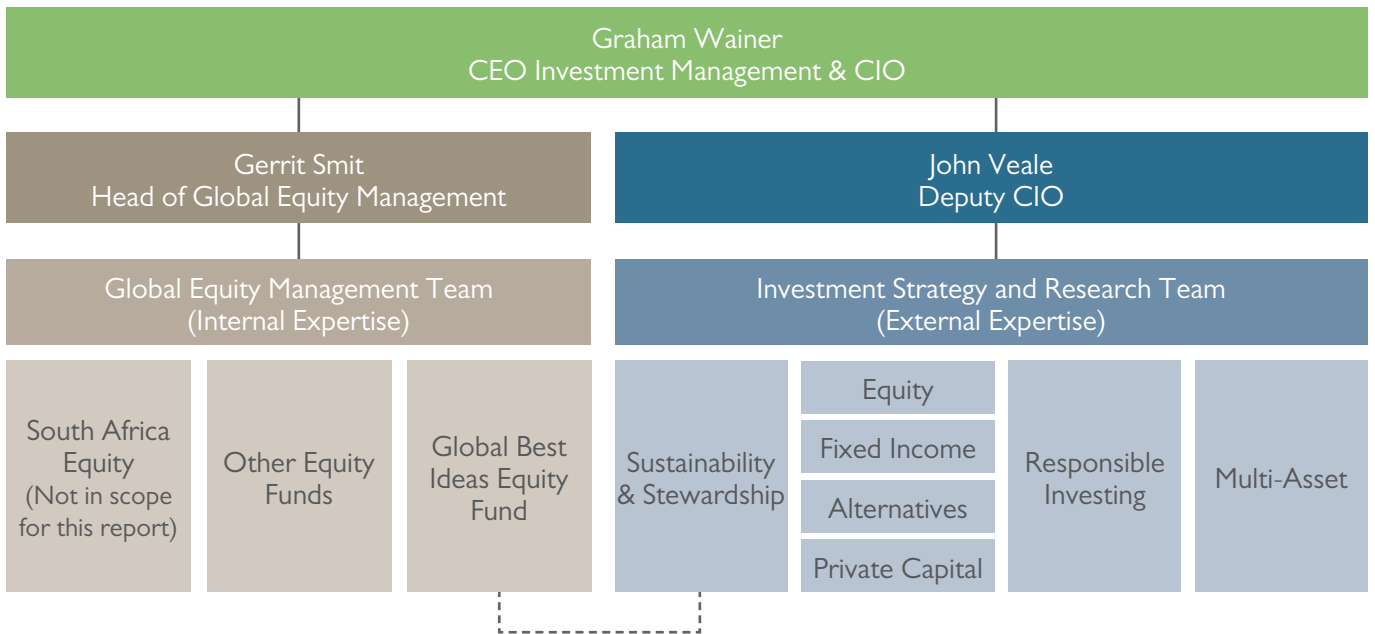 Graham Wainer
CEO Investment Management & CIO
Gerrit Smit
Head of Global Equity Management
John Veale
Deputy CIO
Global Equity Management Team
(Internal Expertise)
Investment Strategy and Research Team
(External Expertise)
South Africa
Equity
(Not in scope
for this report)
Other Equity
Funds
Global Best
Ideas Equity
Fund
Sustainability
& Stewardship
Equity
Fixed Income
Alternatives
Private Capital
Responsible
Investing
Multi-Asset